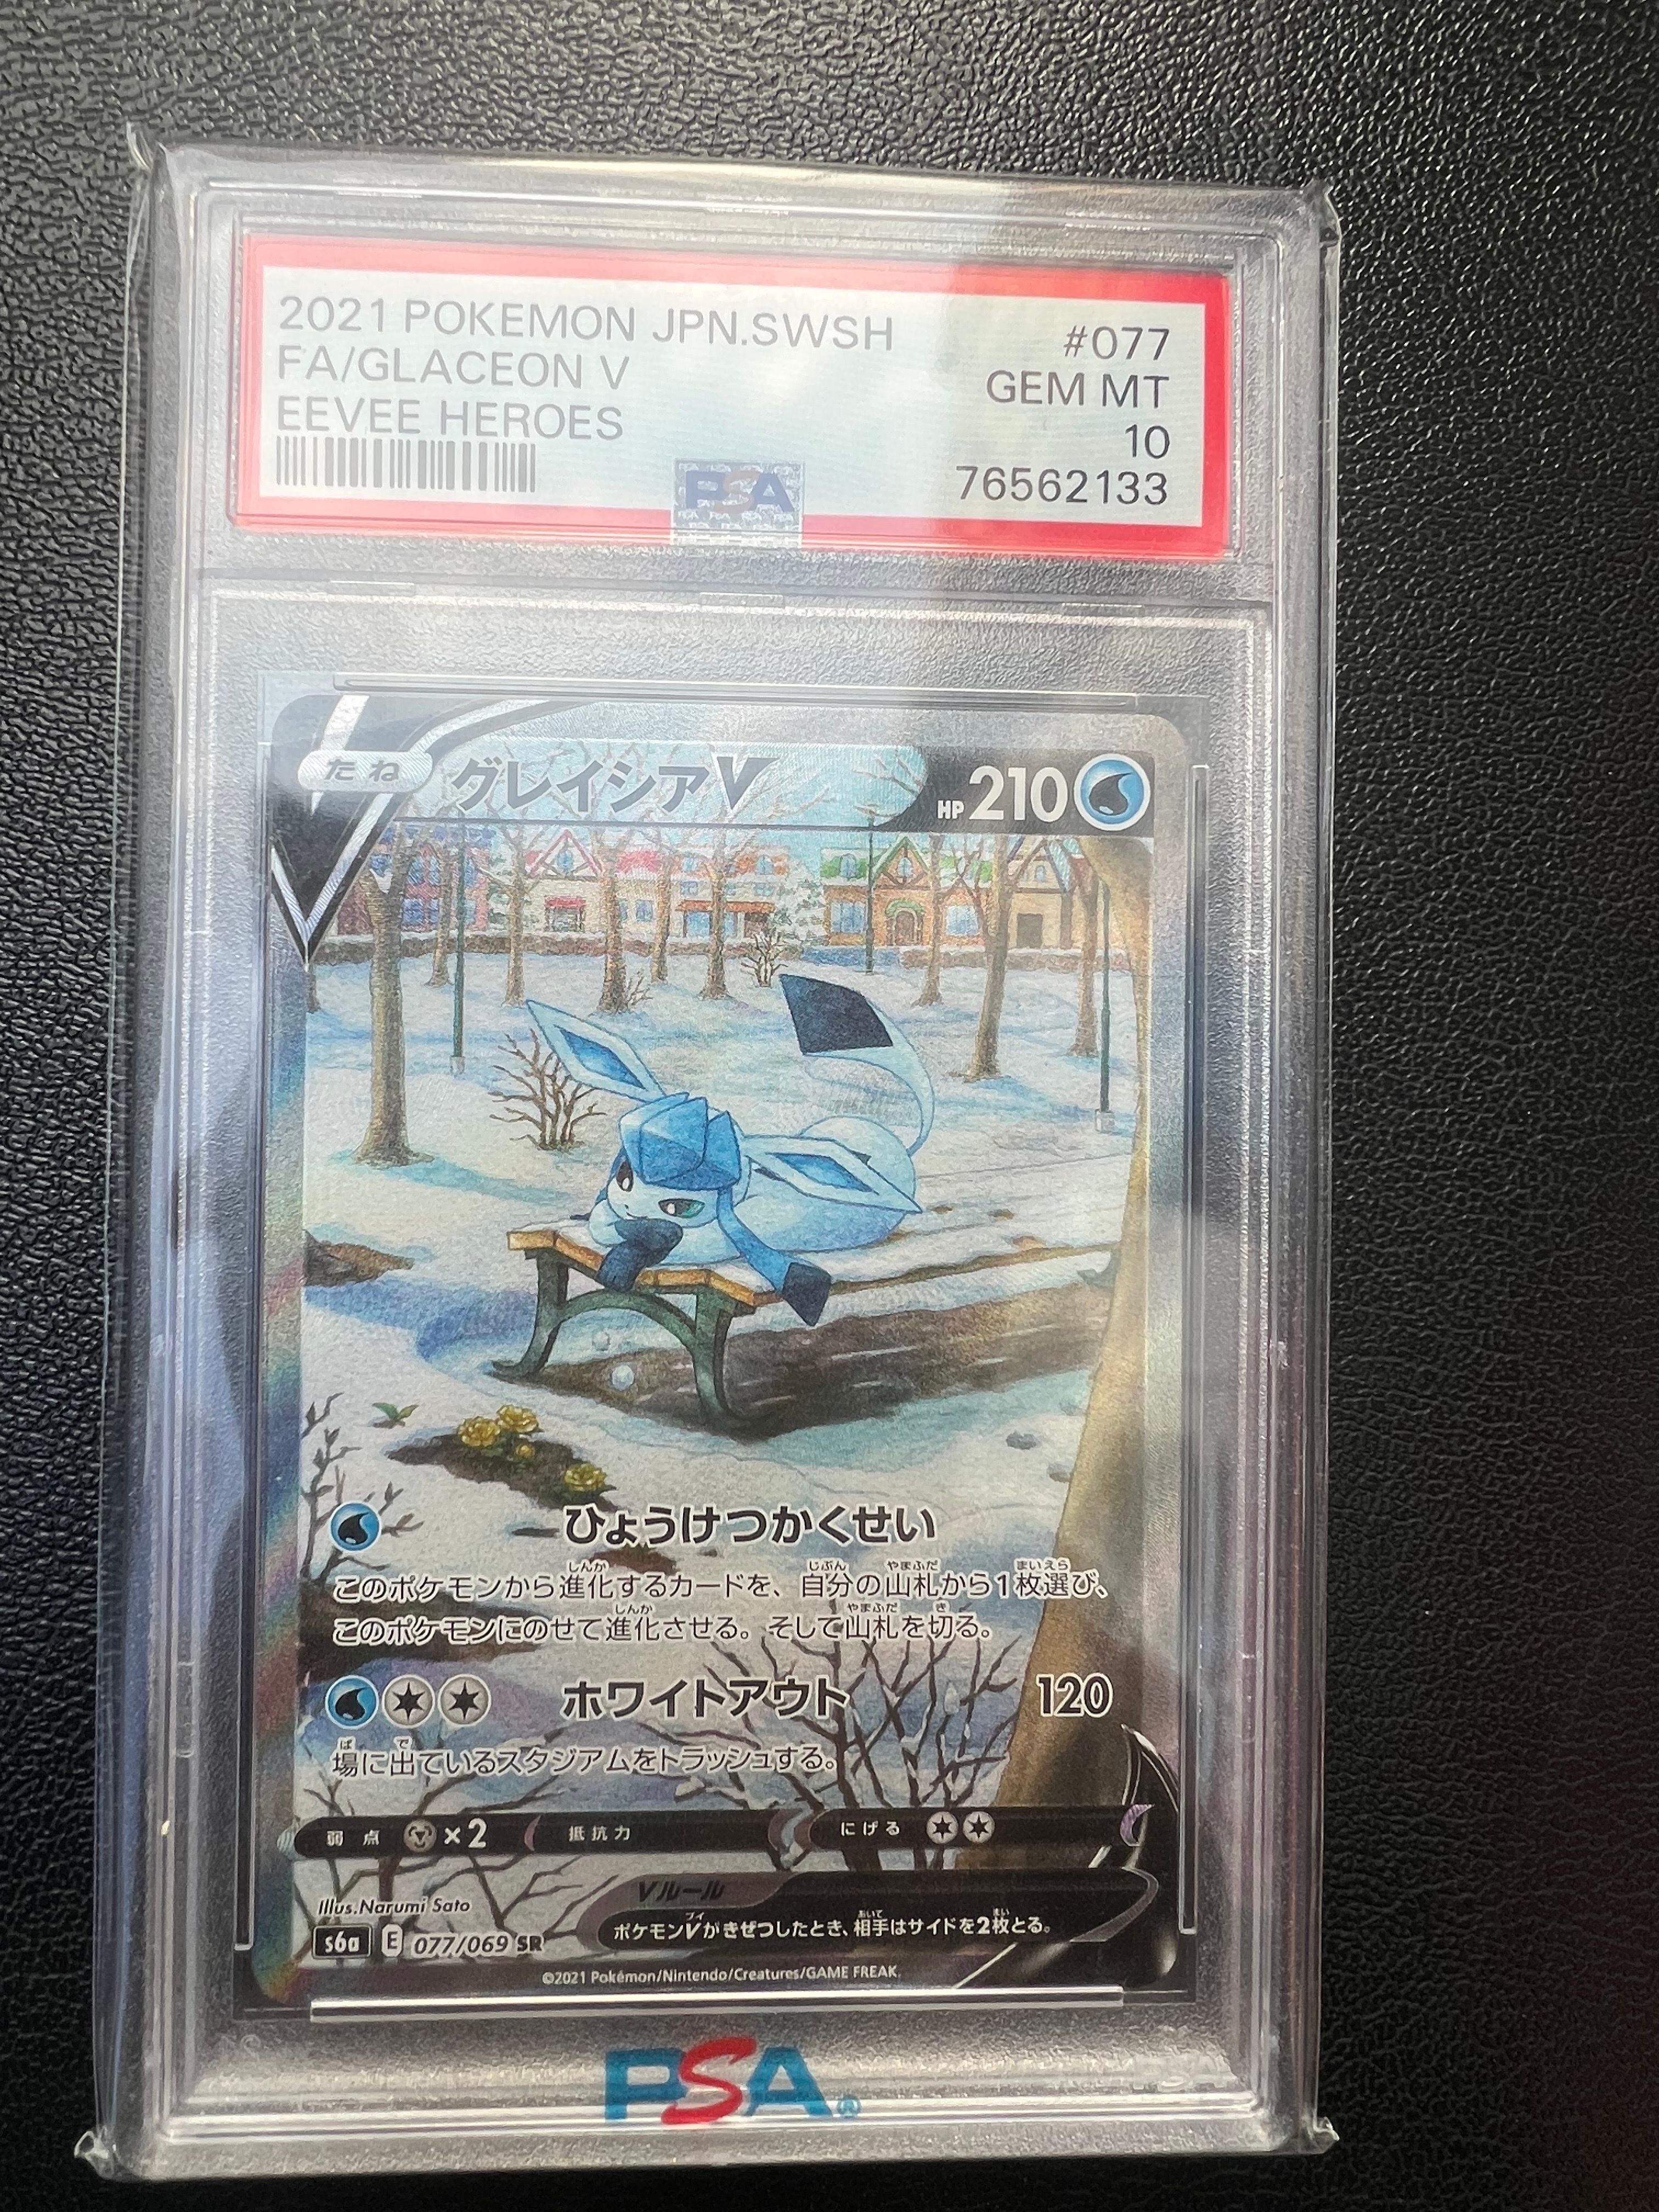 2021 POKEMON JPN.SWSH #077
FA/GLACEON V GEM MT
EEVEE HEROES 10
76562133
PSA
たね グレイシアV HP210
ひょうけつかくせい
このポケモンから進化するカードを、自分の山札から1枚選び、
このポケモンにのせて進化させる。そして山札を切る。
ホワイトアウト 120
場に出ているスタジアムをトラッシュする。
弱点 ×2 抵抗力 にげる
Illus.Narumi Sato
Vルール
ポケモンVがきぜつしたとき、相手はサイドを2枚とる。
s6a E 077/069 SR
©2021 Pokémon/Nintendo/Creatures/GAME FREAK.
PSA®